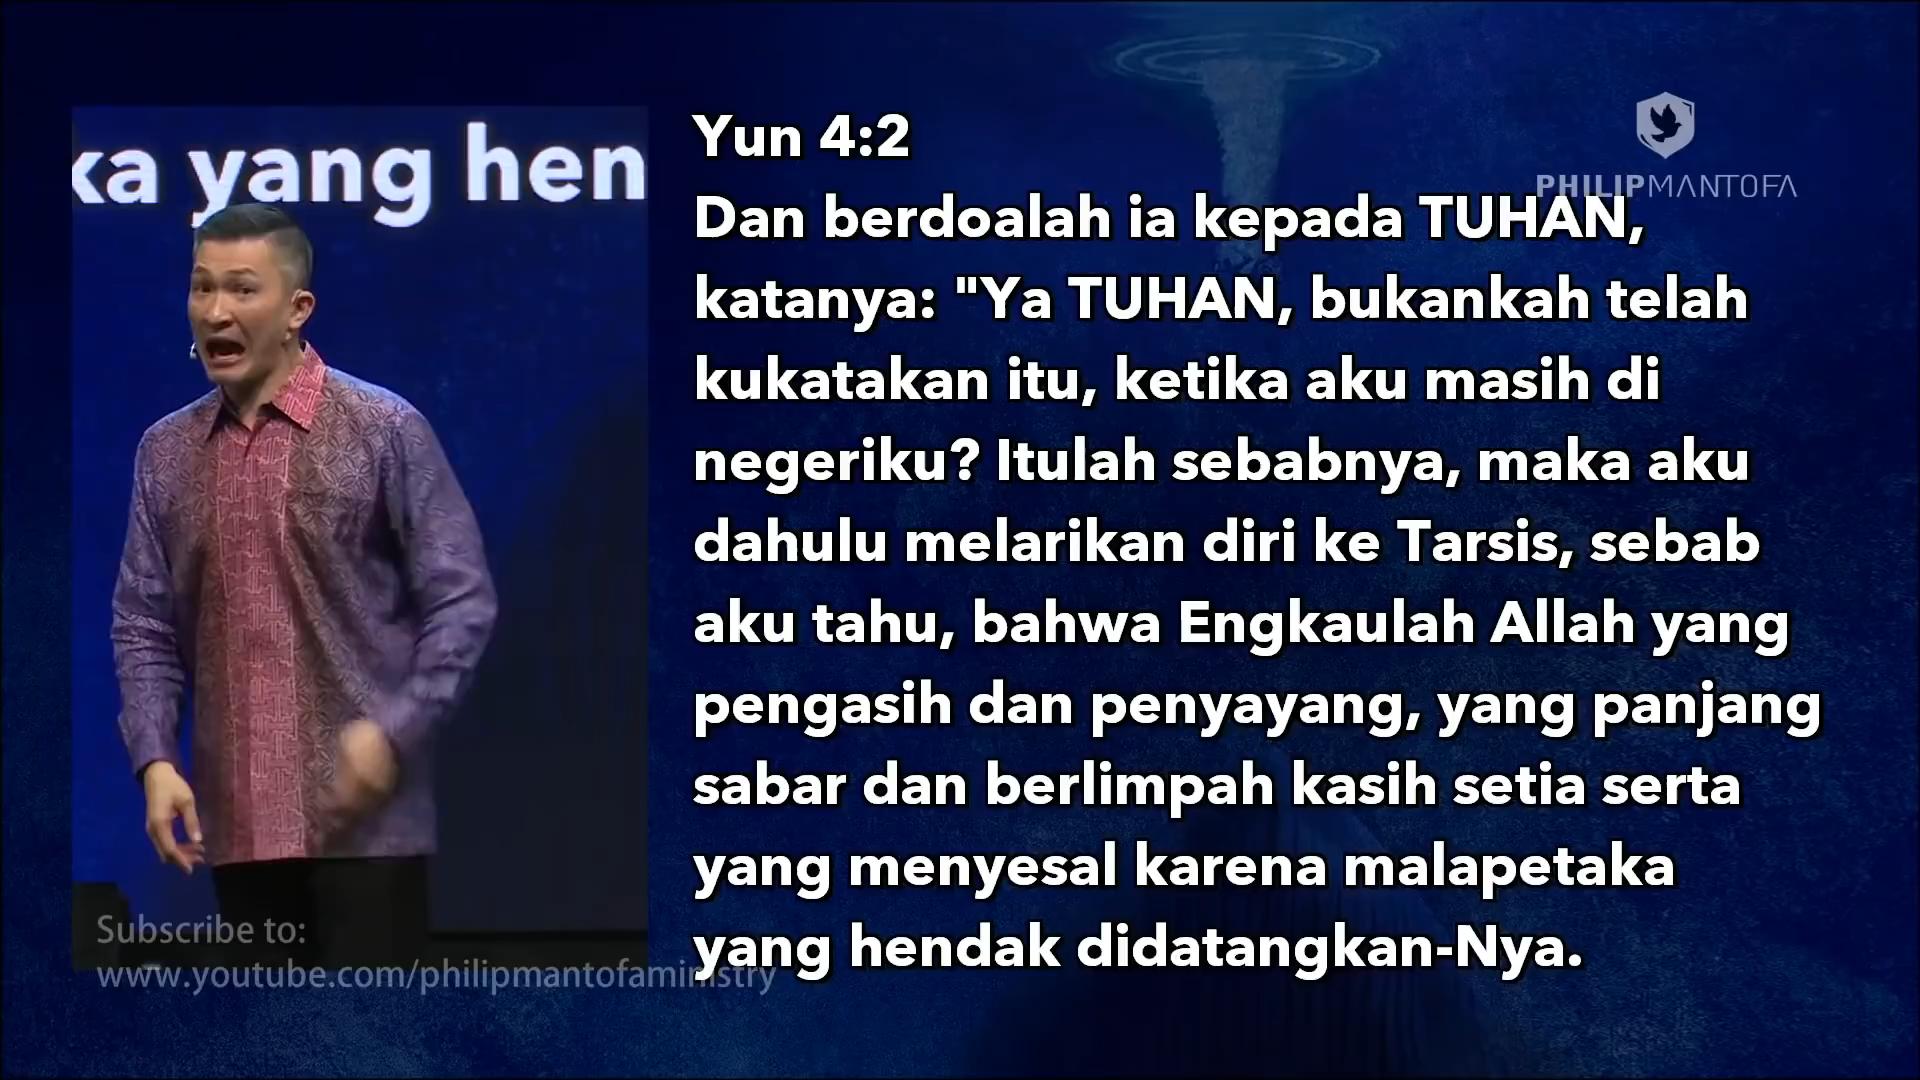 ka yang hen
Yun 4:2
Dan berdoalah ia kepada TUHAN,
katanya: "Ya TUHAN, bukankah telah
kukatakan itu, ketika aku masih di
negeriku? Itulah sebabnya, maka aku
dahulu melarikan diri ke Tarsis, sebab
aku tahu, bahwa Engkaulah Allah yang
pengasih dan penyayang, yang panjang
sabar dan berlimpah kasih setia serta
yang menyesal karena malapetaka
yang hendak didatangkan-Nya.
PHILIPMANTOFA
Subscribe to:
www.youtube.com/philipmantofaministry